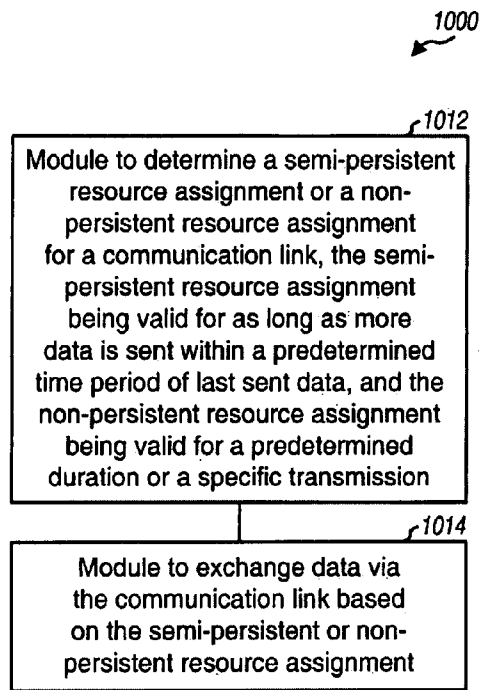 1000
1012
Module to determine a semi-persistent
resource assignment or a non-
persistent resource assignment
for a communication link, the semi-
persistent resource assignment
being valid for as long as more
data is sent within a predetermined
time period of last sent data, and the
non-persistent resource assignment
being valid for a predetermined
duration or a specific transmission
1014
Module to exchange data via
the communication link based
on the semi-persistent or non-
persistent resource assignment